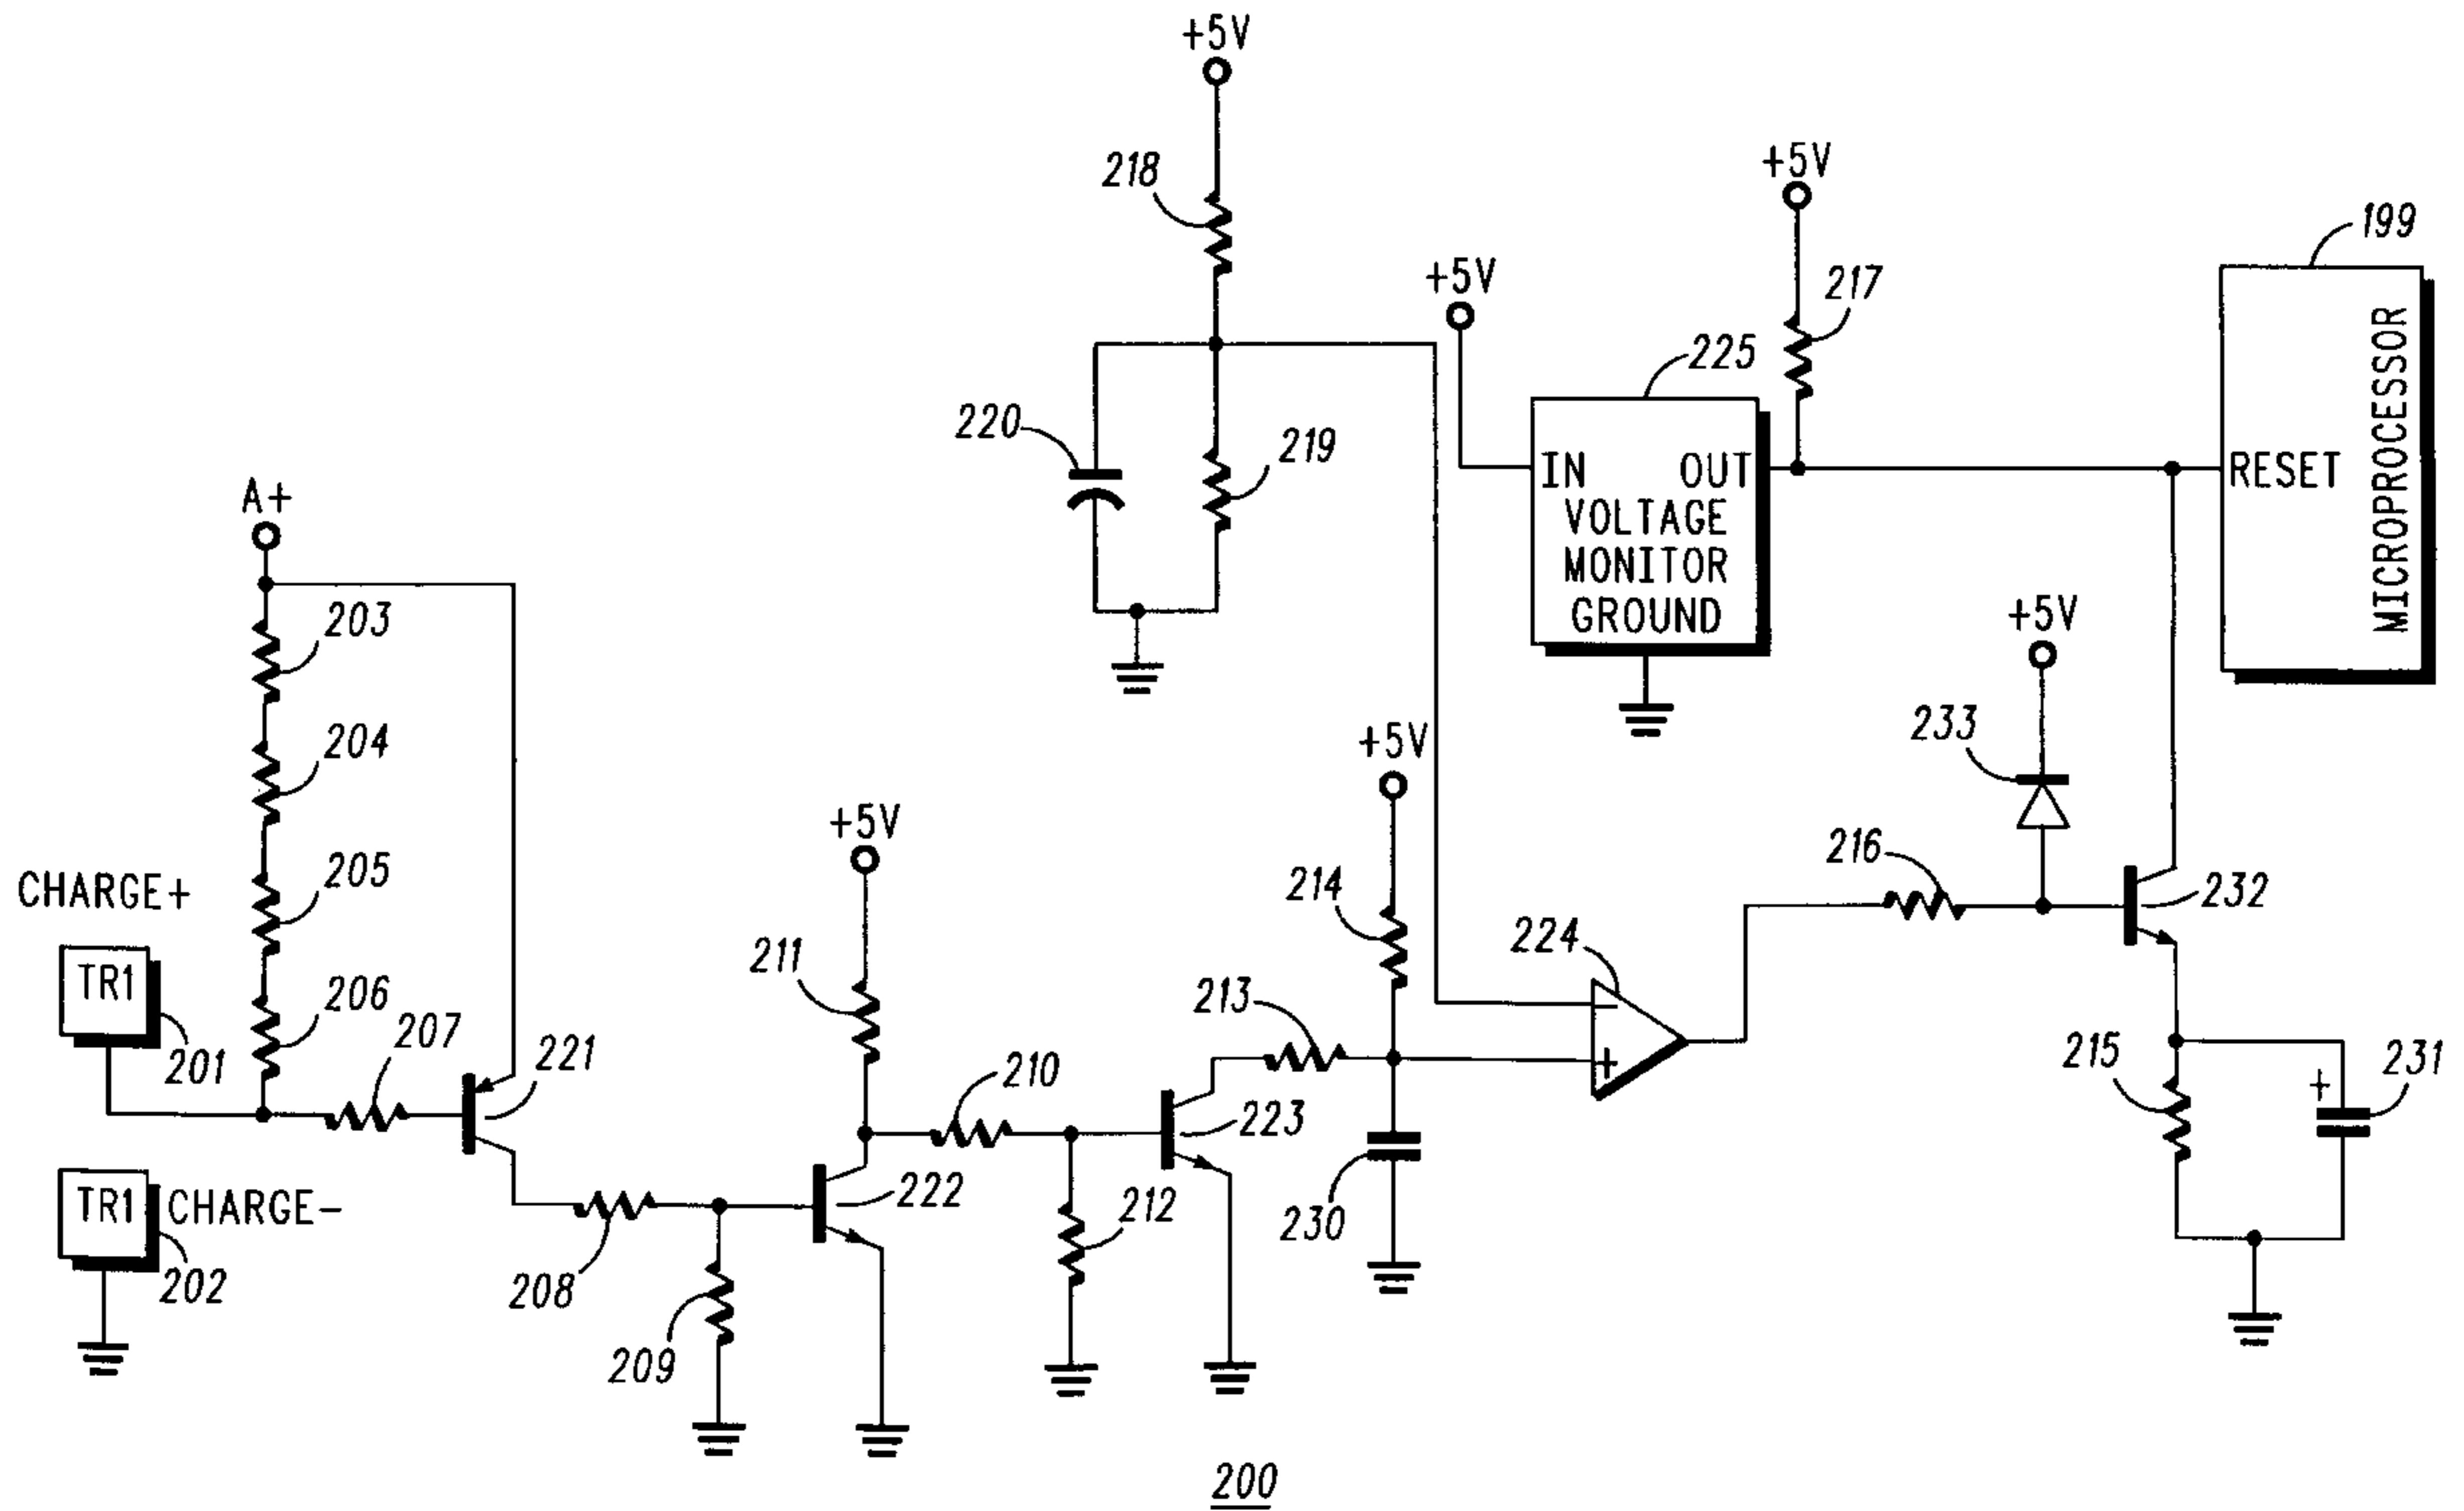 +5V
218
+5V
199
+5V
217
225
220
219
IN OUT
VOLTAGE
MONITOR
GROUND
RESET
MICROPROCESSOR
A+
203
+5V
204
233
+5V
+5V
205
CHARGE+
216
214
232
211
224
TR1
206
207
213
201
221
210
215
231
+
−
+
223
TR1
CHARGE−
222
212
230
202
208
209
200